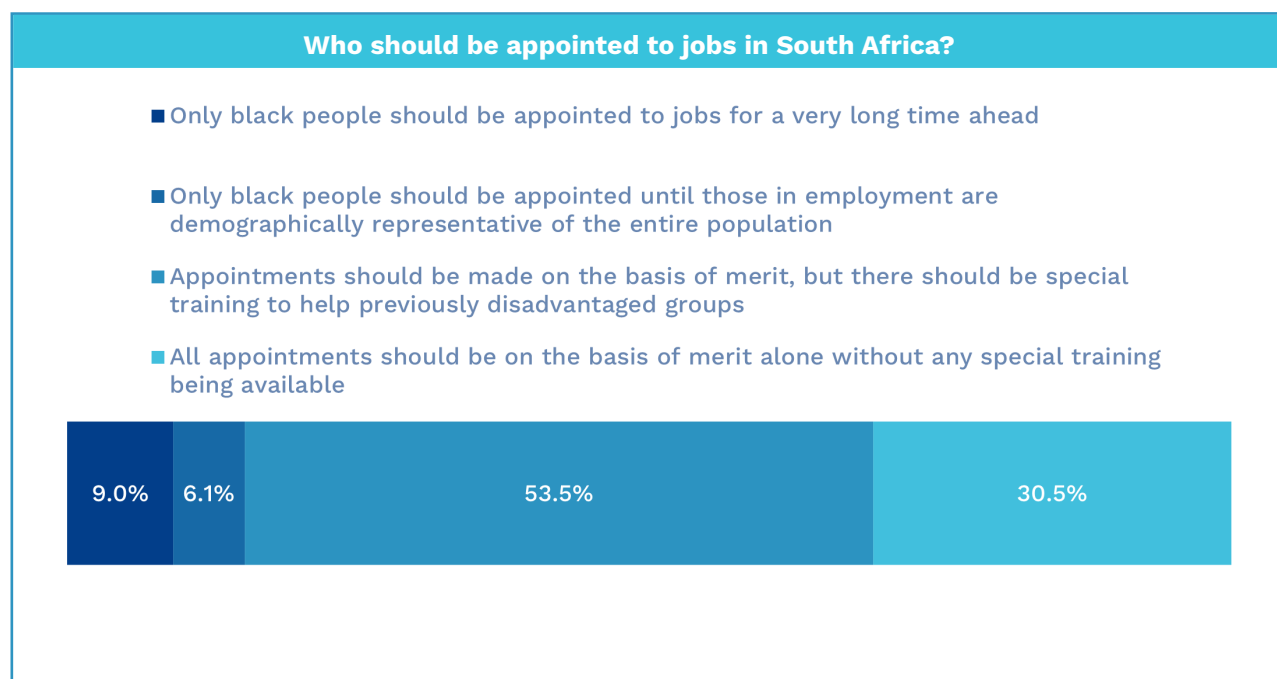 Who should be appointed to jobs in South Africa?
Only black people should be appointed to jobs for a very long time ahead
Only black people should be appointed until those in employment are
demographically representative of the entire population
Appointments should be made on the basis of merit, but there should be special
training to help previously disadvantaged groups
All appointments should be on the basis of merit alone without any special training
being available
9.0% 6.1% 53.5% 30.5%